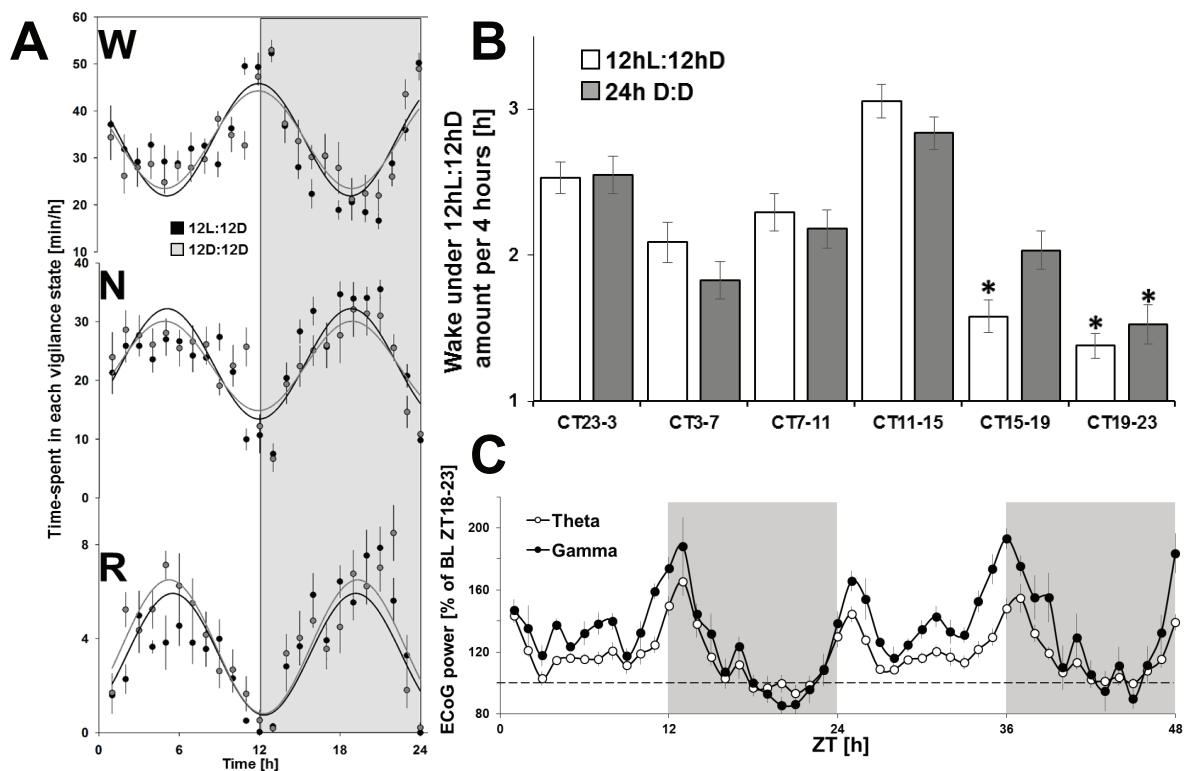 A
W
Time-spent in each vigilance state [min/h]
60
50
40
30
20
10
12L:12D
12D:12D
N
40
30
20
10
0
R
8
4
0
0
6
12
18
24
Time [h]
B
Wake under 12hL:12hD
amount per 4 hours [h]
12hL:12hD
24h D:D
3
2
1
*
*
*
CT23-3
CT3-7
CT7-11
CT11-15
CT15-19
CT19-23
C
ECoG power [% of BL ZT18-23]
Theta
Gamma
200
160
120
80
0
12
24
36
48
ZT [h]